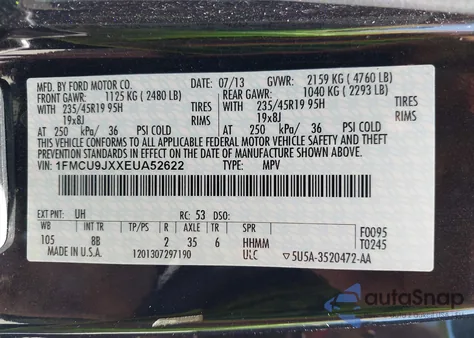 MFD. BY FORD MOTOR CO. DATE: 07/13 GVWR: 2159 KG ( 4760 LB)
FRONT GAWR: 1125 KG ( 2480 LB) REAR GAWR: 1040 KG ( 2293 LB)
235/45R19 95H TIRES 235/45R19 95H TIRES
19x8J RIMS 19x8J RIMS
AT 250 kPa/ 36 PSI COLD AT 250 kPa/ 36 PSI COLD
THIS VEHICLE CONFORMS TO ALL APPLICABLE FEDERAL MOTOR VEHICLE SAFETY AND BUMPER
AND THEFT PREVENTION STANDARDS IN EFFECT ON THE DATE OF MANUFACTURE SHOWN ABOVE.
VIN: 1FMCU9JXXEUA52622 TYPE: MPV
EXT PNT: UH RC: 53 DSO: F0095
WB TP/PS R AXLE TR SPR T0245
105 8B 2 35 6 HHMM
MADE IN U.S.A. 1201307297190 5U5A-3520472-AA
autoSnap